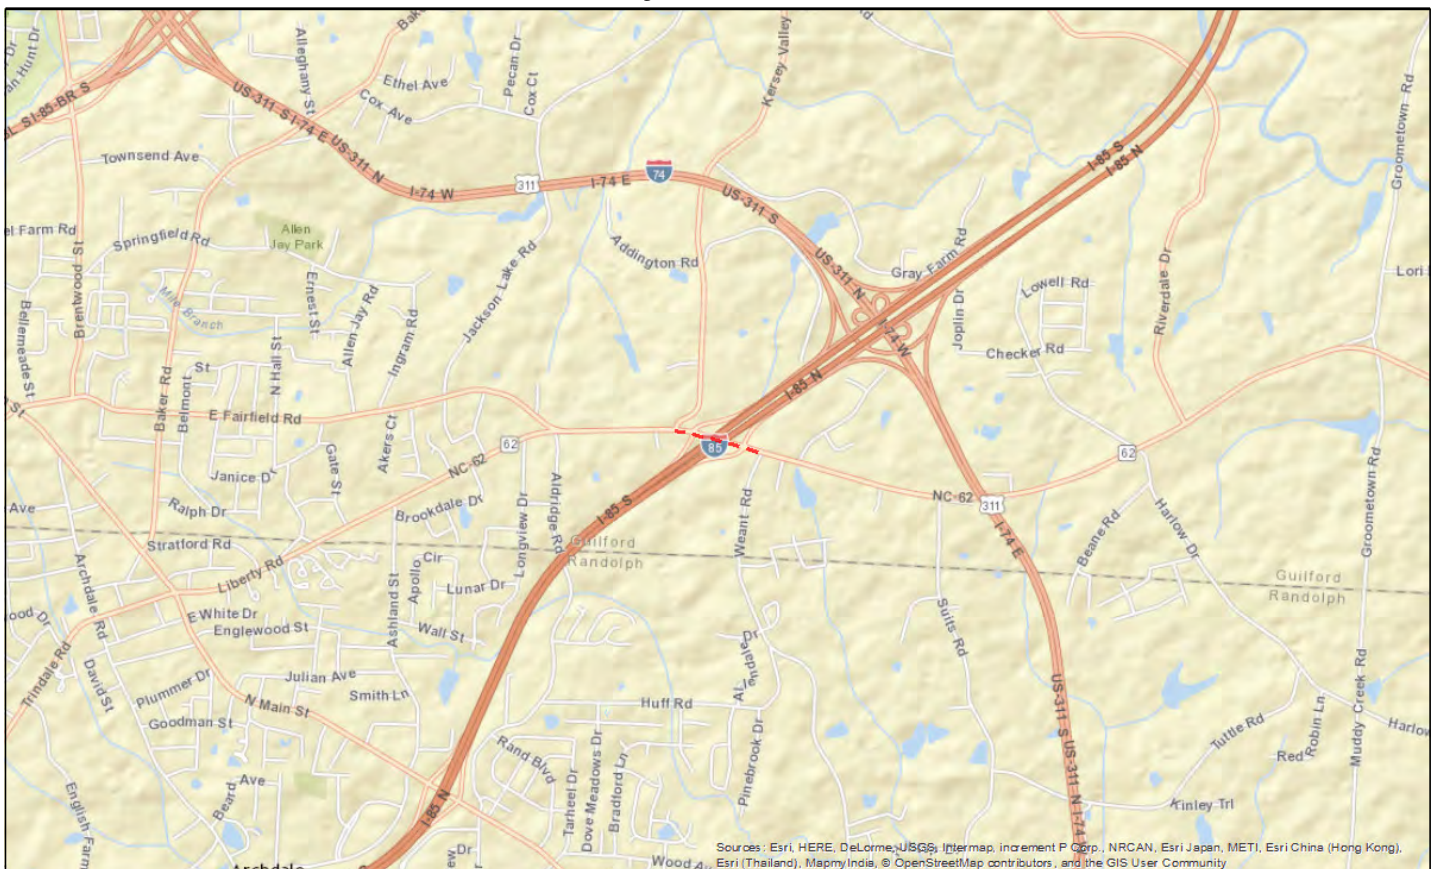 Alleghany St
Pecan Dr
Cox Ct
Kersey Valley
Ethel Ave
Cox Ave
US-311 S I-74 E
US-311 N
Townsend Ave
I-74 W
311
I-74 E
74
US-311 S
I-85 S
I-85 N
Groometown Rd
Springfield Rd
Allen
Jay Park
Brentwood St
Addington Rd
Jackson Lake Rd
US-311 N
Gray Farm Rd
Lowell Rd
Riverdale Dr
Bellemeade St
Ernest St
Allen Jay Rd
Ingram Rd
I-74 W
Joplin Dr
Checker Rd
N Hall St
St
Baker Rd
Belmont
I-85 N
E Fairfield Rd
Akers Ct
62
85
62
Janice Dr
Gate St
NC-62
NC-62
311
Ave
Ralph Dr
Brookdale Dr
Longview Dr
Aldridge Rd
I-85 S
Weant Rd
I-74 E
Beane Rd
Harlow Dr
Groometown Rd
Stratford Rd
Guilford
Randolph
Guilford
Randolph
Archdale Rd
Liberty Rd
Apollo
Cir
Lunar Dr
Ashland St
E White Dr
Englewood St
Wall St
Suits Rd
Trindale Rd
David St
Plummer Dr
Julian Ave
Smith Ln
N Main St
Goodman St
Huff Rd
Dr
Pinebrook Dr
US-311 S
US-311 N
I-74
Tuttle Rd
Red
Robin Ln
Muddy Creek Rd
Kinley Trl
Rand Blvd
Tarheel Dr
Dove Meadows Dr
Bradford Ln
Beard
Ave
I-85 N
Sources: Esri, HERE, DeLorme, USGS, Intermap, increment P Corp., NRCAN, Esri Japan, METI, Esri China (Hong Kong),
Esri (Thailand), MapmyIndia, © OpenStreetMap contributors, and the GIS User Community